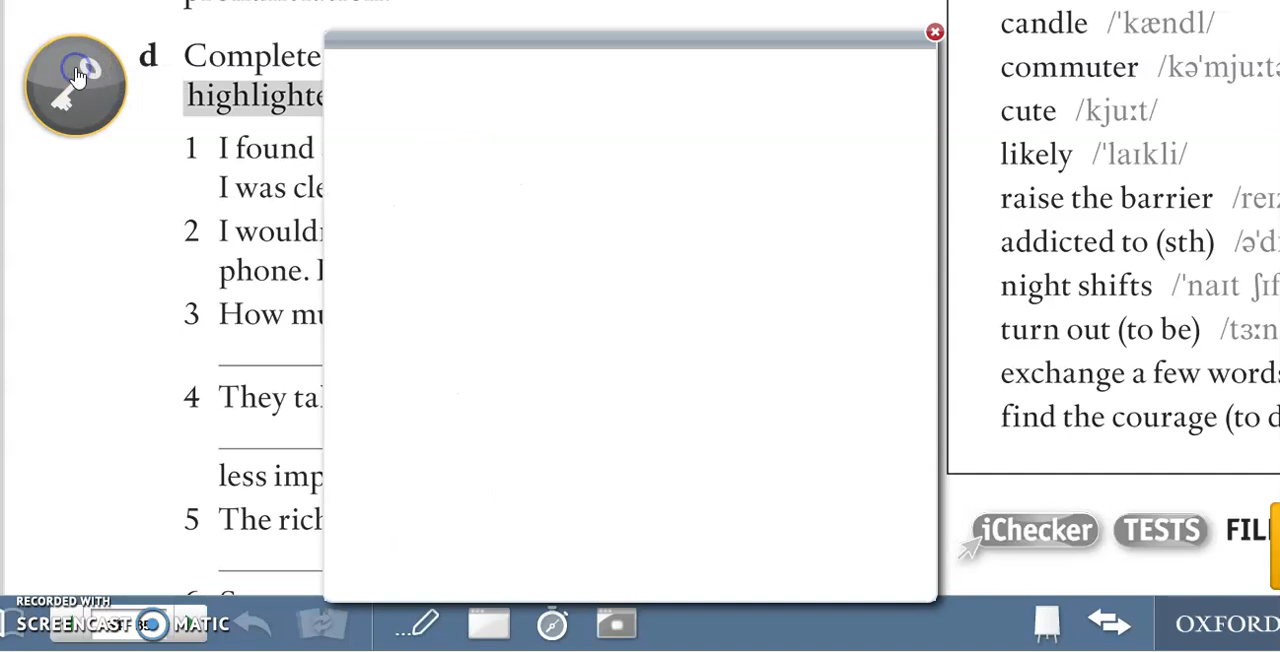 d Complete
highlighte
1 I found
I was cle
2 I would
phone. I
3 How mu
4 They tal
less imp
5 The rich
candle /ˈkændl/
commuter /kəˈmjuːtə
cute /kjuːt/
likely /ˈlaɪkli/
raise the barrier /reɪz
addicted to (sth) /əˈdɪ
night shifts /ˈnaɪt ʃɪf
turn out (to be) /tɜːn
exchange a few words
find the courage (to d
iChecker TESTS FIL
RECORDED WITH
SCREENCAST MATIC
OXFORD